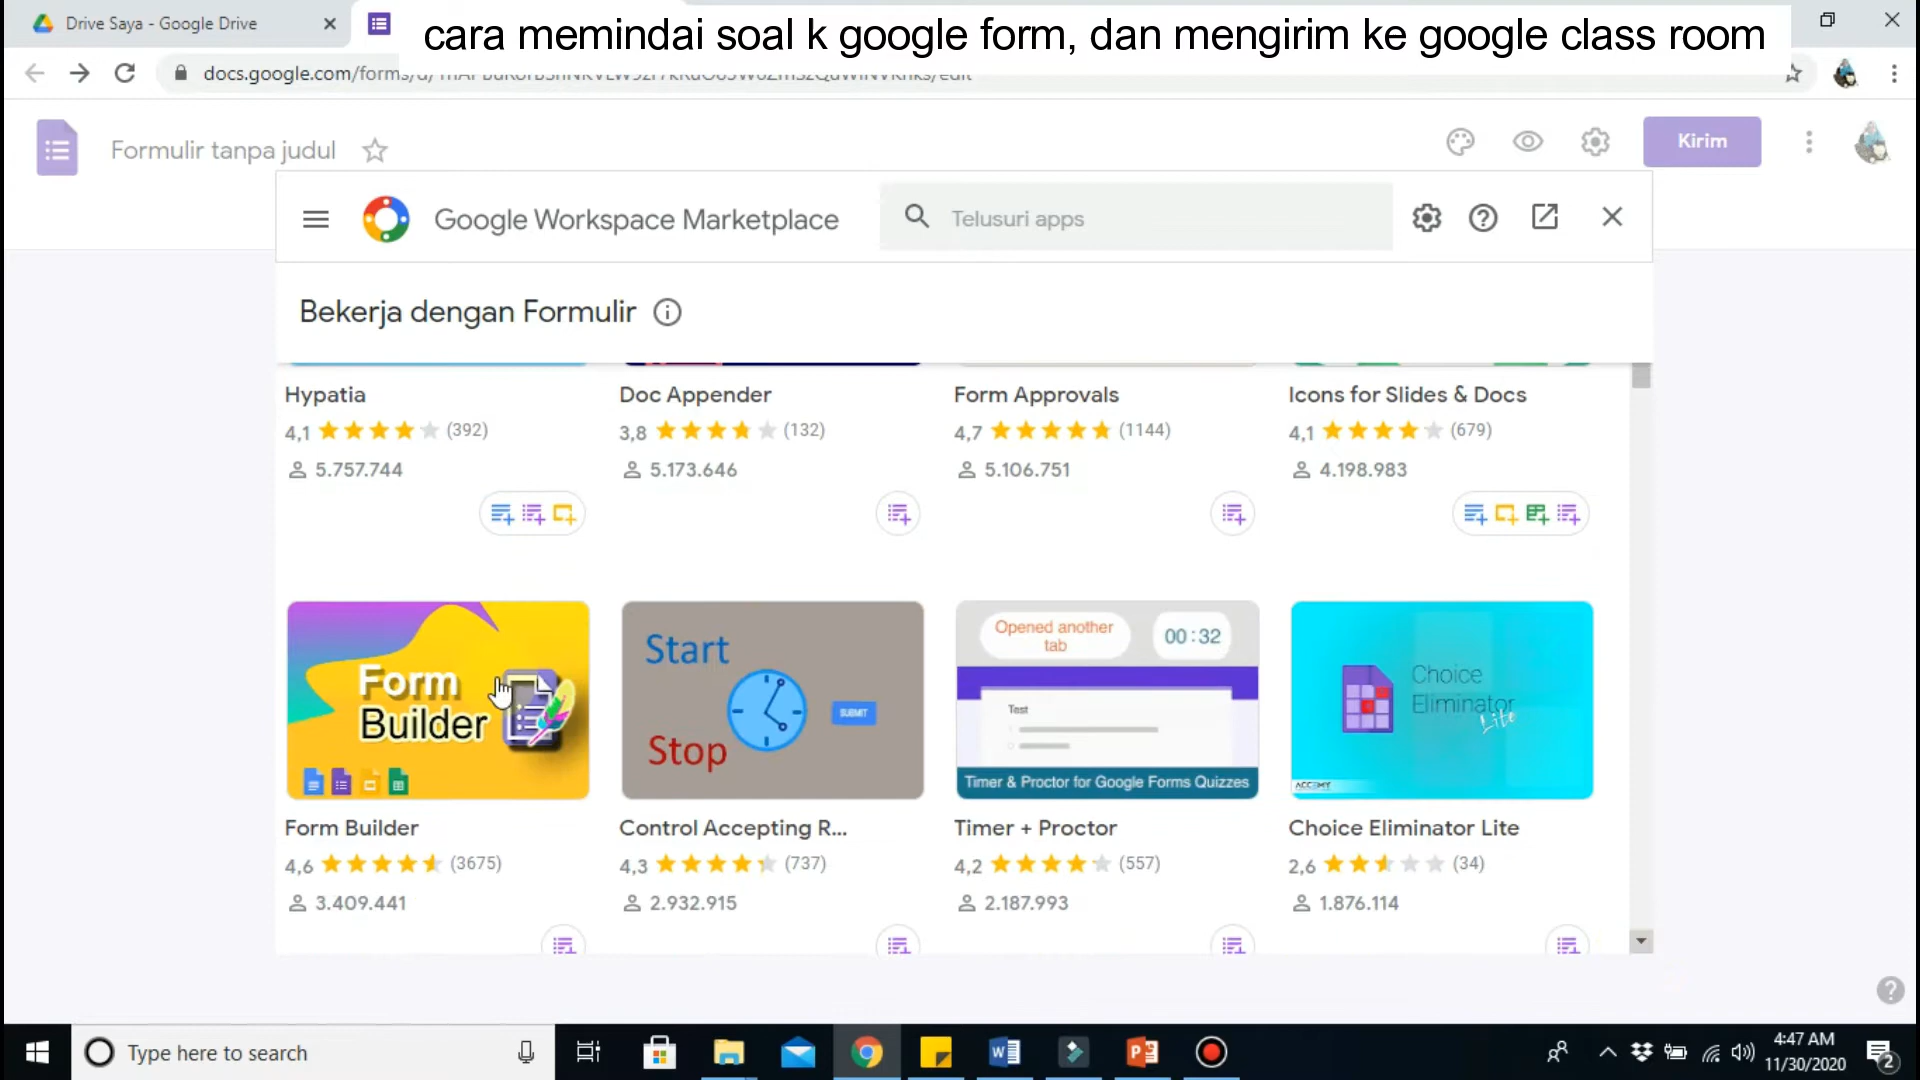 Drive Saya - Google Drive
cara memindai soal k google form, dan mengirim ke google class room
docs.google.com/forms/d/
Formulir tanpa judul
Kirim
Google Workspace Marketplace
Telusuri apps
Bekerja dengan Formulir
Hypatia
4,1 (392)
5.757.744
Doc Appender
3,8 (132)
5.173.646
Form Approvals
4,7 (1144)
5.106.751
Icons for Slides & Docs
4,1 (679)
4.198.983
Form
Builder
Start
Stop
SUBMIT
Opened another
tab
00:32
Test
Timer & Proctor for Google Forms Quizzes
Choice
Eliminator
Lite
Form Builder
4,6 (3675)
3.409.441
Control Accepting R...
4,3 (737)
2.932.915
Timer + Proctor
4,2 (557)
2.187.993
Choice Eliminator Lite
2,6 (34)
1.876.114
Type here to search
4:47 AM
11/30/2020
2